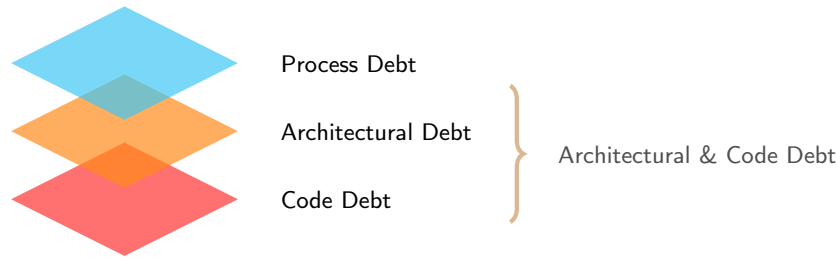 Process Debt
Architectural Debt
Architectural & Code Debt
Code Debt